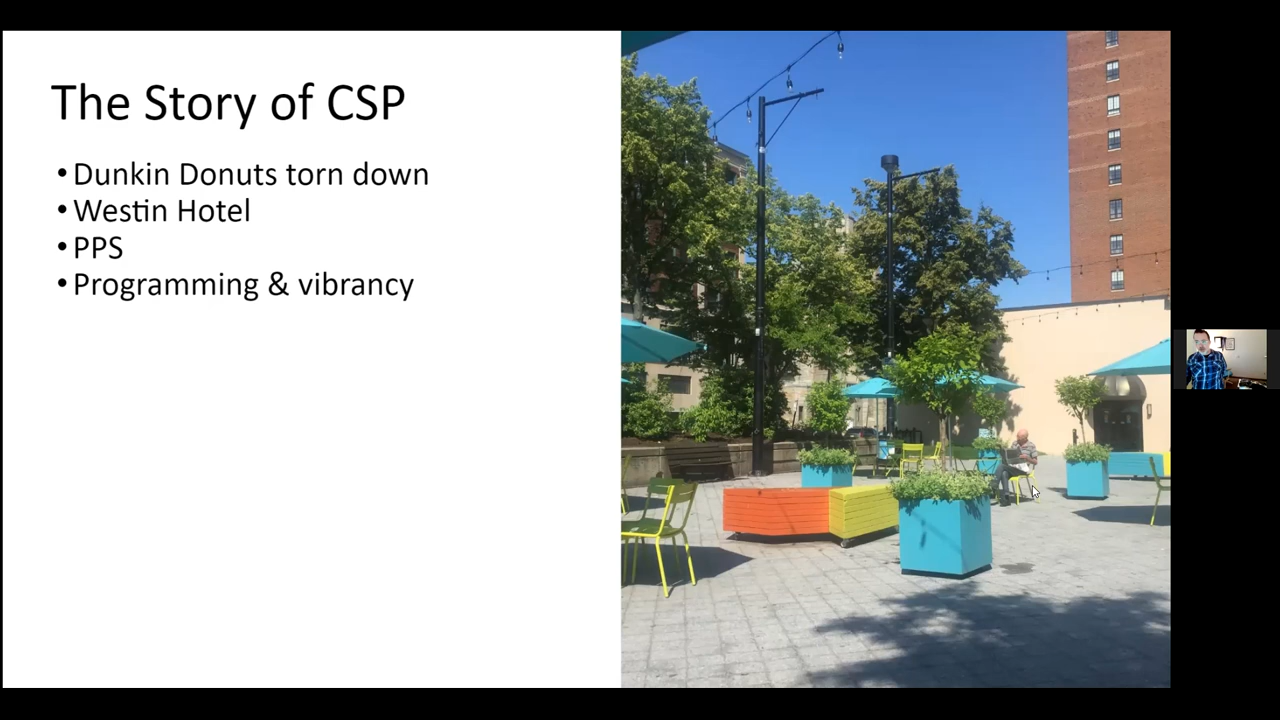 The Story of CSP
• Dunkin Donuts torn down
• Westin Hotel
• PPS
• Programming & vibrancy